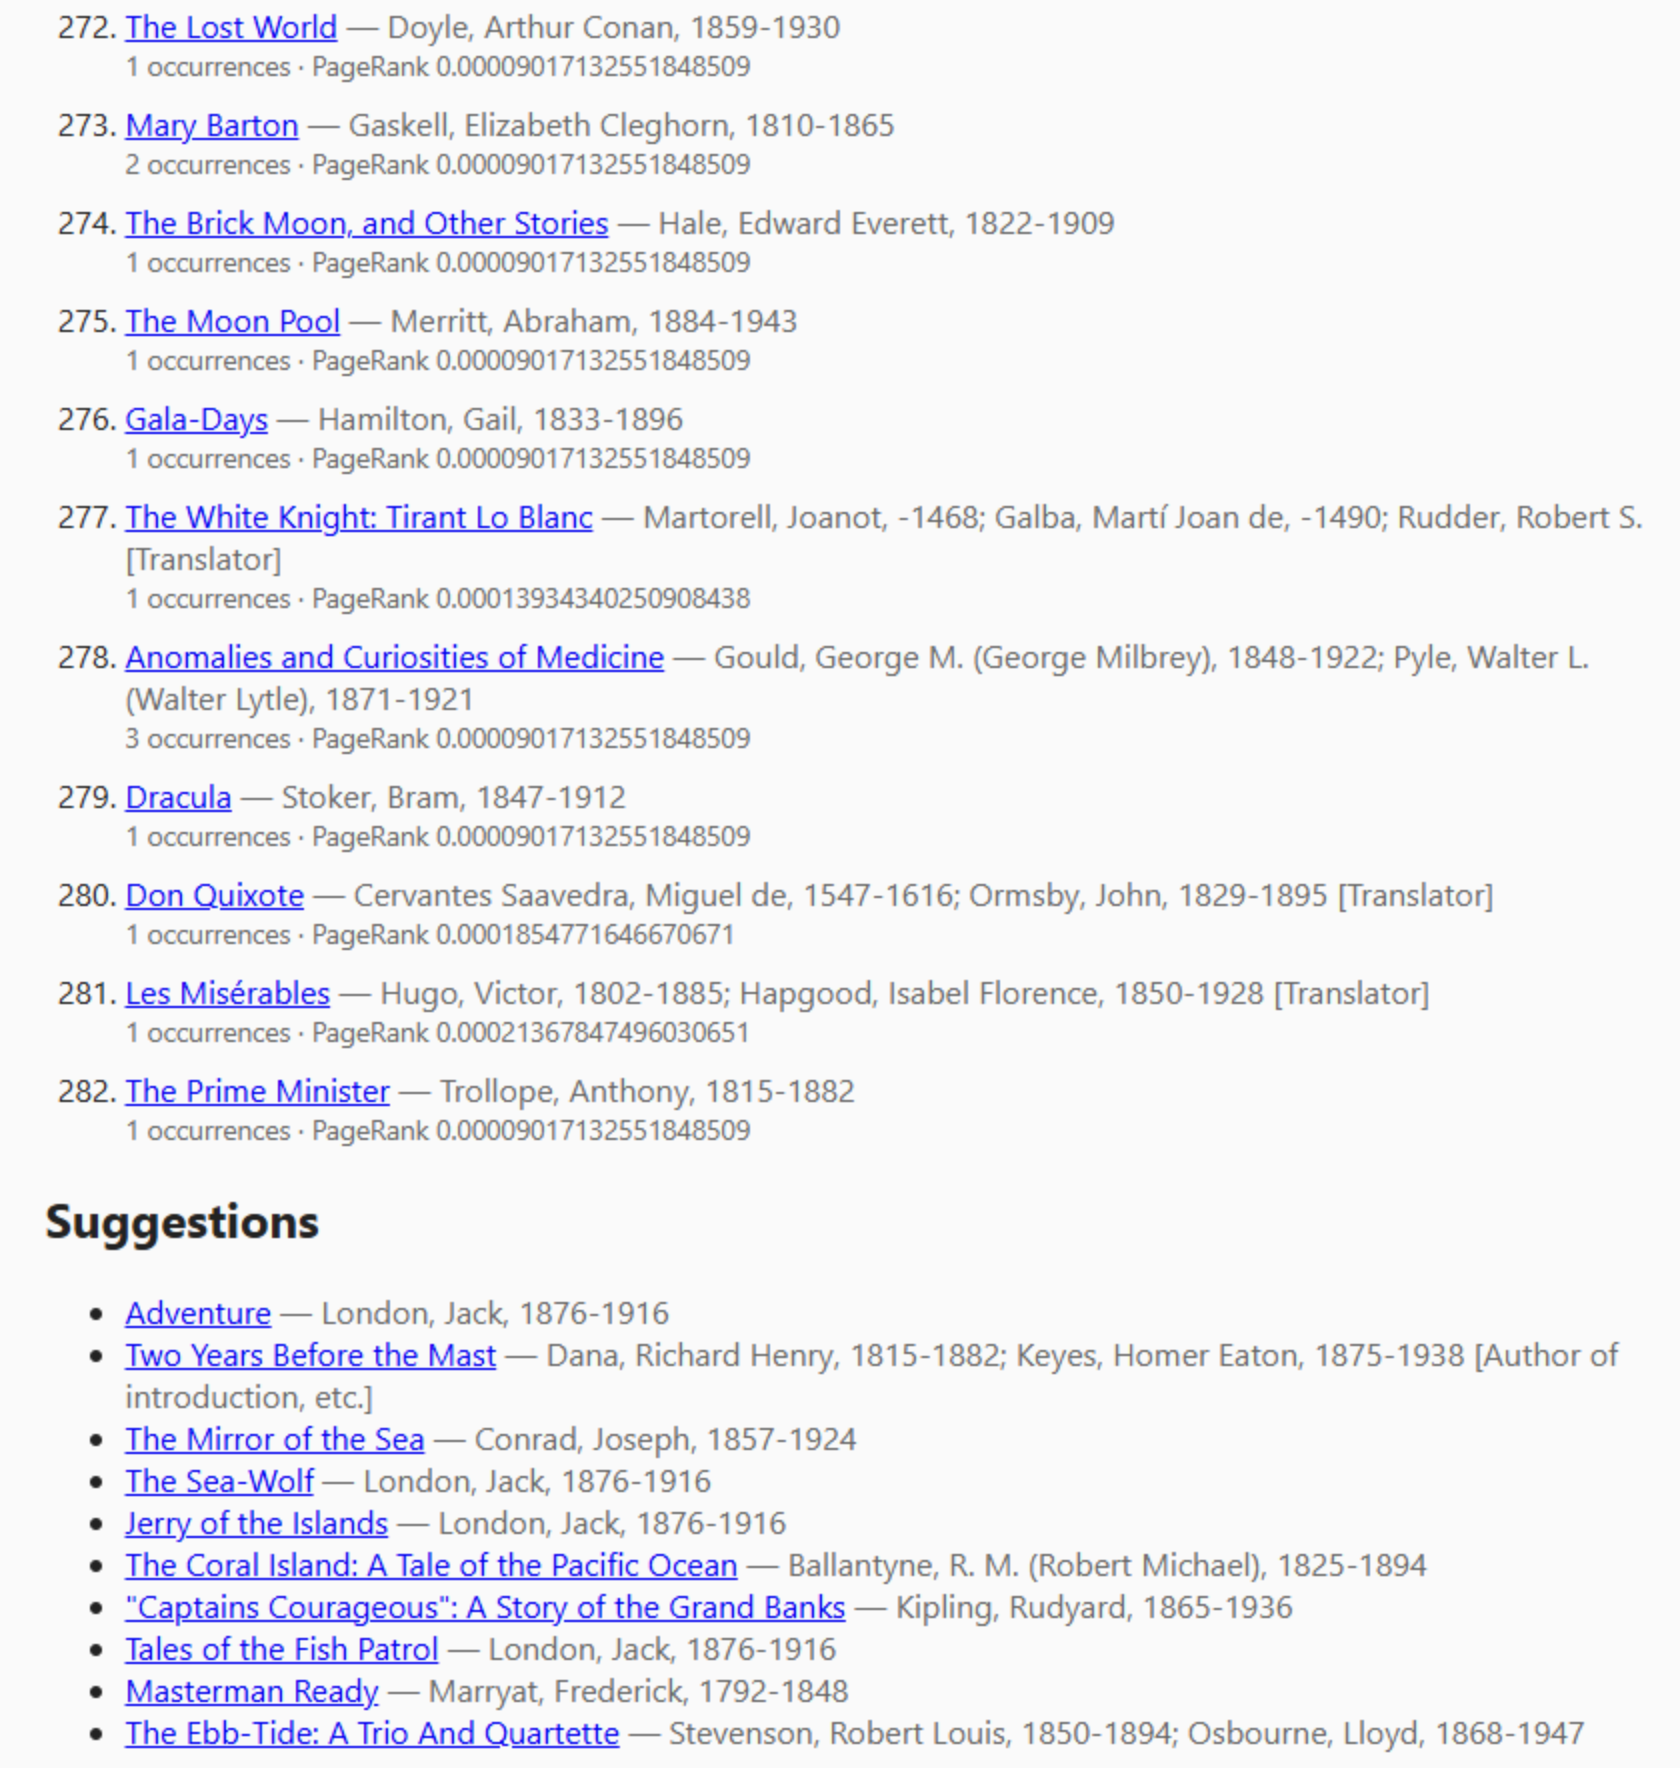 272. The Lost World — Doyle, Arthur Conan, 1859-1930
1 occurrences · PageRank 0.00009017132551848509
273. Mary Barton — Gaskell, Elizabeth Cleghorn, 1810-1865
2 occurrences · PageRank 0.00009017132551848509
274. The Brick Moon, and Other Stories — Hale, Edward Everett, 1822-1909
1 occurrences · PageRank 0.00009017132551848509
275. The Moon Pool — Merritt, Abraham, 1884-1943
1 occurrences · PageRank 0.00009017132551848509
276. Gala-Days — Hamilton, Gail, 1833-1896
1 occurrences · PageRank 0.00009017132551848509
277. The White Knight: Tirant Lo Blanc — Martorell, Joanot, -1468; Galba, Martí Joan de, -1490; Rudder, Robert S.
[Translator]
1 occurrences · PageRank 0.00013934340250908438
278. Anomalies and Curiosities of Medicine — Gould, George M. (George Milbrey), 1848-1922; Pyle, Walter L.
(Walter Lytle), 1871-1921
3 occurrences · PageRank 0.00009017132551848509
279. Dracula — Stoker, Bram, 1847-1912
1 occurrences · PageRank 0.00009017132551848509
280. Don Quixote — Cervantes Saavedra, Miguel de, 1547-1616; Ormsby, John, 1829-1895 [Translator]
1 occurrences · PageRank 0.0001854771646670671
281. Les Misérables — Hugo, Victor, 1802-1885; Hapgood, Isabel Florence, 1850-1928 [Translator]
1 occurrences · PageRank 0.00021367847496030651
282. The Prime Minister — Trollope, Anthony, 1815-1882
1 occurrences · PageRank 0.00009017132551848509
Suggestions
• Adventure — London, Jack, 1876-1916
• Two Years Before the Mast — Dana, Richard Henry, 1815-1882; Keyes, Homer Eaton, 1875-1938 [Author of
introduction, etc.]
• The Mirror of the Sea — Conrad, Joseph, 1857-1924
• The Sea-Wolf — London, Jack, 1876-1916
• Jerry of the Islands — London, Jack, 1876-1916
• The Coral Island: A Tale of the Pacific Ocean — Ballantyne, R. M. (Robert Michael), 1825-1894
• "Captains Courageous": A Story of the Grand Banks — Kipling, Rudyard, 1865-1936
• Tales of the Fish Patrol — London, Jack, 1876-1916
• Masterman Ready — Marryat, Frederick, 1792-1848
• The Ebb-Tide: A Trio And Quartette — Stevenson, Robert Louis, 1850-1894; Osbourne, Lloyd, 1868-1947